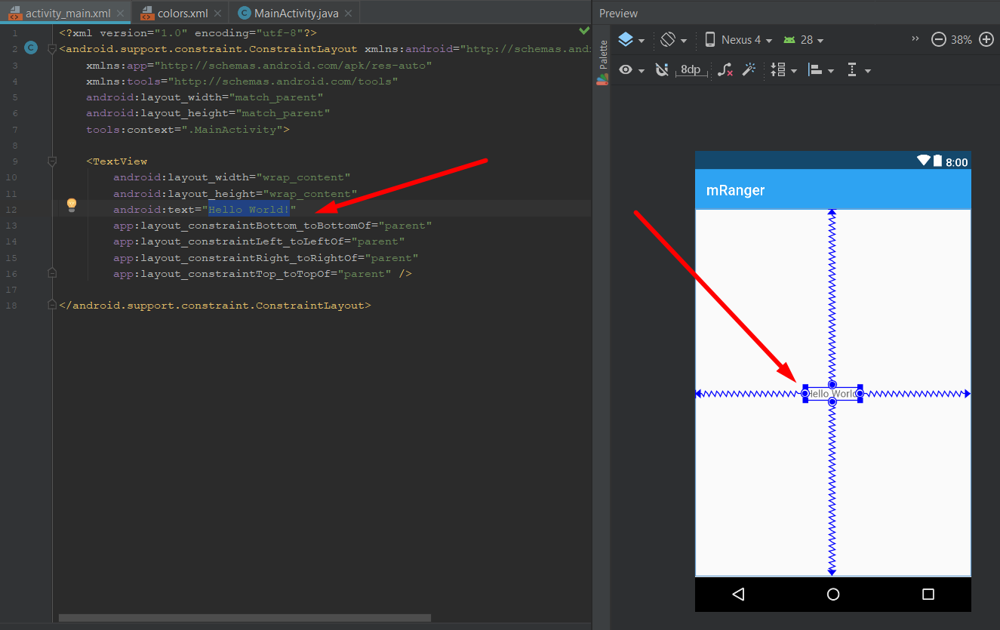 activity_main.xml colors.xml MainActivity.java
1 <?xml version="1.0" encoding="utf-8"?>
2 <android.support.constraint.ConstraintLayout xmlns:android="http://schemas.and
3 xmlns:app="http://schemas.android.com/apk/res-auto"
4 xmlns:tools="http://schemas.android.com/tools"
5 android:layout_width="match_parent"
6 android:layout_height="match_parent"
7 tools:context=".MainActivity">
8
9 <TextView
10 android:layout_width="wrap_content"
11 android:layout_height="wrap_content"
12 android:text="Hello World!"
13 app:layout_constraintBottom_toBottomOf="parent"
14 app:layout_constraintLeft_toLeftOf="parent"
15 app:layout_constraintRight_toRightOf="parent"
16 app:layout_constraintTop_toTopOf="parent" />
17
18 </android.support.constraint.ConstraintLayout>
Preview
Palette
Nexus 4 28 38%
8dp
8:00
mRanger
Hello World